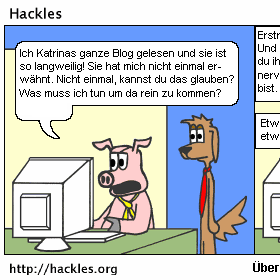 Hackles
Ich Katrinas ganze Blog gelesen und sie ist
so langweilig! Sie hat mich nicht einmal er-
wähnt. Nicht einmal, kannst du das glauben?
Was muss ich tun um da rein zu kommen?
Und
du ih
nerv
bist.
Etw
etw
http://hackles.org
Über